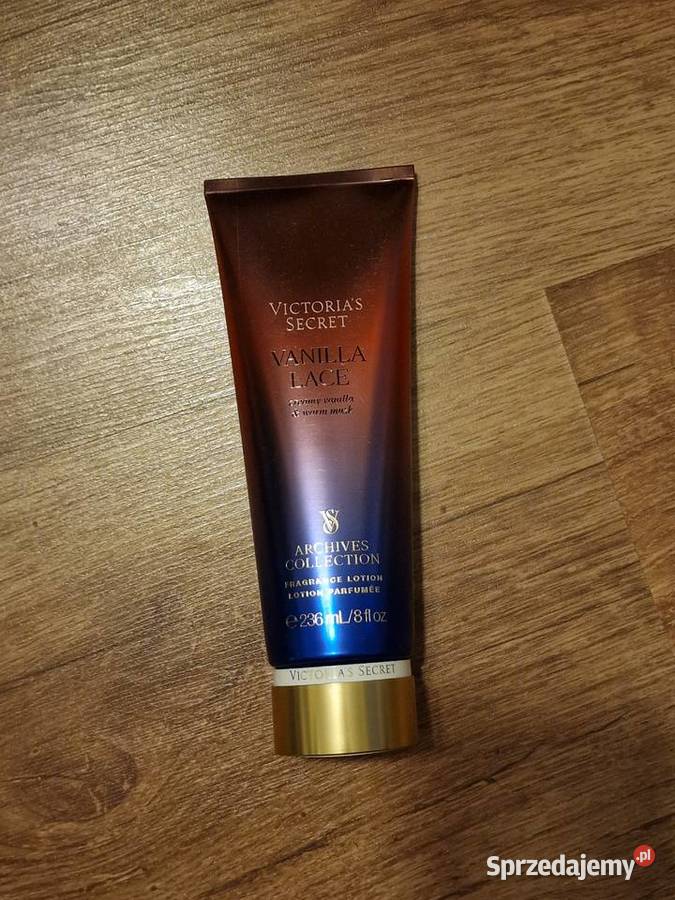 VICTORIA'S
SECRET
VANILLA
LACE
creamy vanilla
& warm musk
VS
ARCHIVES
COLLECTION
FRAGRANCE LOTION
LOTION PARFUMÉE
℮ 236 mL/8 fl oz
VICTORIA'S SECRET
Sprzedajemy.pl